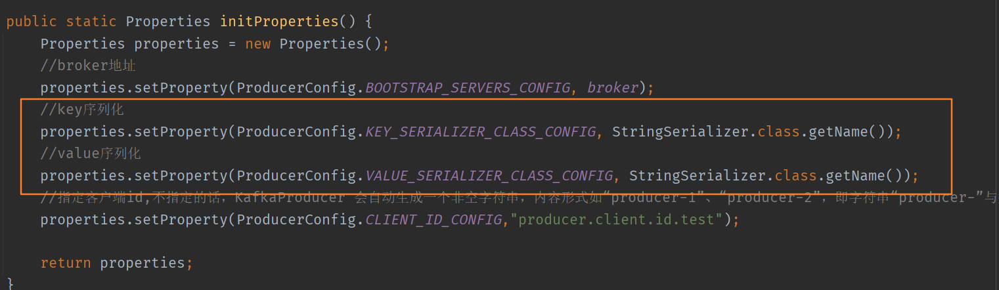 public static Properties initProperties() {
Properties properties = new Properties();
//broker地址
properties.setProperty(ProducerConfig.BOOTSTRAP_SERVERS_CONFIG, broker);
//key序列化
properties.setProperty(ProducerConfig.KEY_SERIALIZER_CLASS_CONFIG, StringSerializer.class.getName());
//value序列化
properties.setProperty(ProducerConfig.VALUE_SERIALIZER_CLASS_CONFIG, StringSerializer.class.getName());
//指定客户端id,不指定的话，KafkaProducer 会自动生成一个非空字符串，内容形式如“producer-1”、“producer-2”，即字符串“producer-”与
properties.setProperty(ProducerConfig.CLIENT_ID_CONFIG,"producer.client.id.test");
return properties;
}